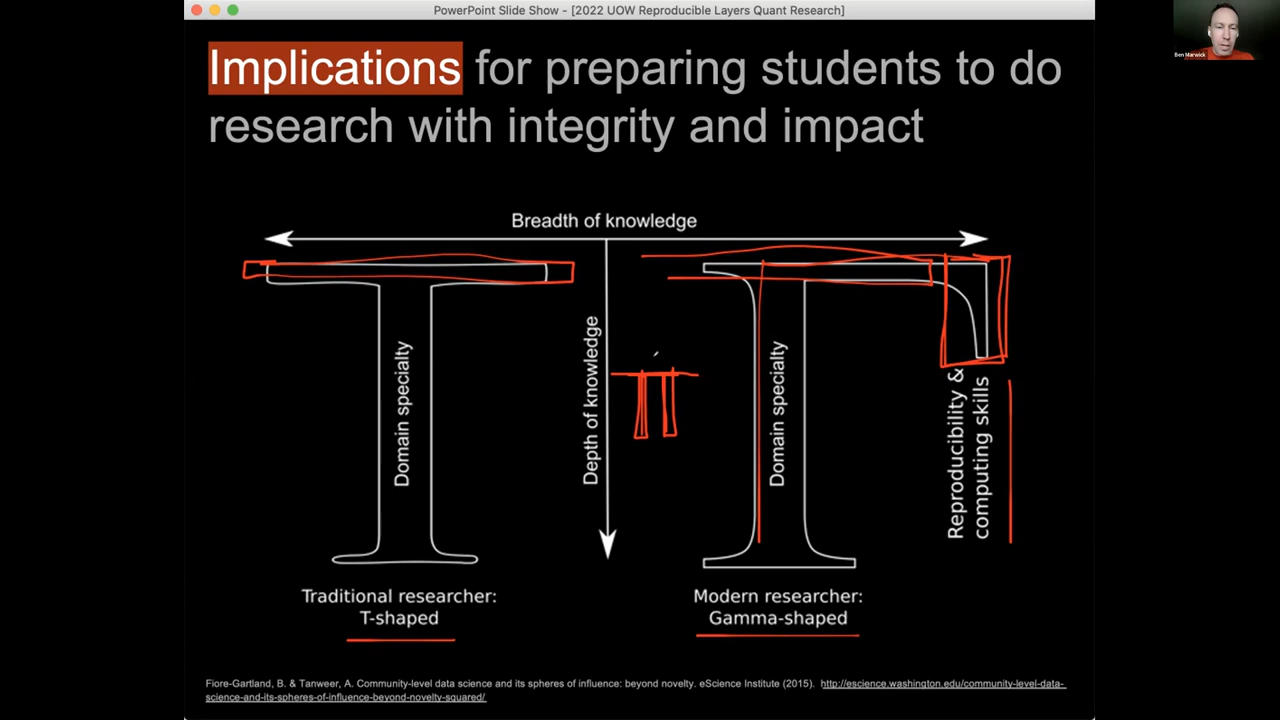 PowerPoint Slide Show - [2022 UOW Reproducible Layers Quant Research]
Ben Marwick
Implications for preparing students to do
research with integrity and impact
Breadth of knowledge
Domain specialty
Depth of knowledge
Domain specialty
Reproducibility &
computing skills
Traditional researcher:
T-shaped
Modern researcher:
Gamma-shaped
Fiore-Gartland, B. & Tanweer, A. Community-level data science and its spheres of influence: beyond novelty. eScience Institute (2015). http://escience.washington.edu/community-level-data-
science-and-its-spheres-of-influence-beyond-novelty-squared/